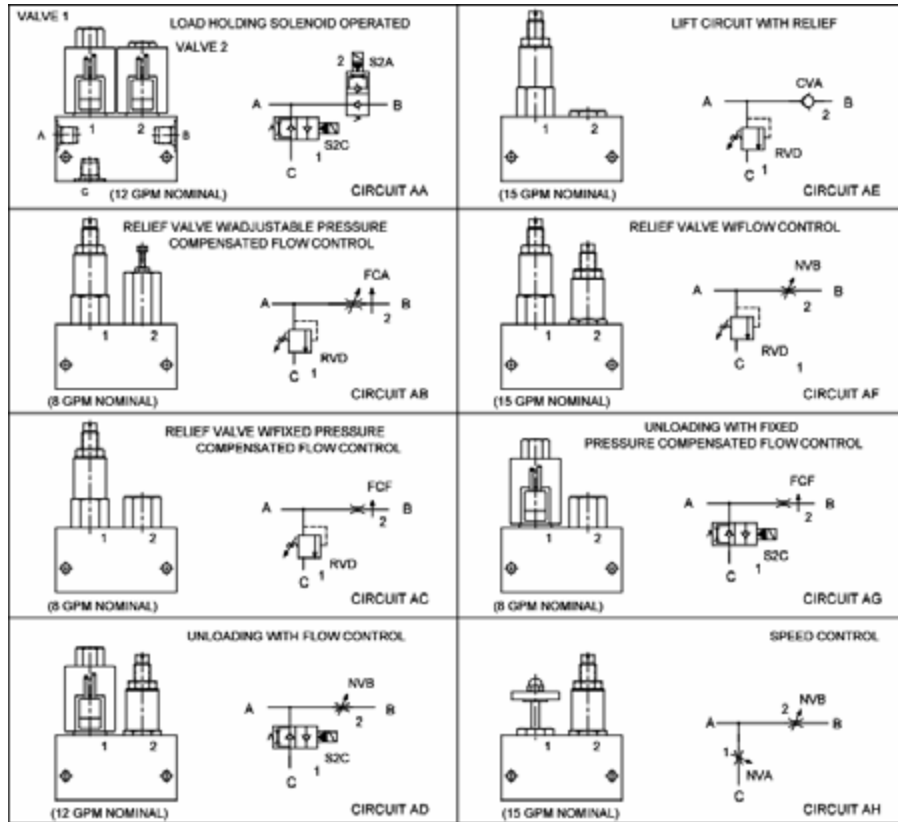 VALVE 1
LOAD HOLDING SOLENOID OPERATED
VALVE 2
2 S2A
A B
1 2
A B
S2C
1
C
C
(12 GPM NOMINAL)
CIRCUIT AA
LIFT CIRCUIT WITH RELIEF
CVA
A B
1 2
2
RVD
C 1
(15 GPM NOMINAL)
CIRCUIT AE
RELIEF VALVE W/ADJUSTABLE PRESSURE
COMPENSATED FLOW CONTROL
FCA
A B
2
1 2
RVD
C 1
(8 GPM NOMINAL)
CIRCUIT AB
RELIEF VALVE W/FLOW CONTROL
NVB
A B
2
1 2
RVD
C 1
(15 GPM NOMINAL)
CIRCUIT AF
RELIEF VALVE W/FIXED PRESSURE
COMPENSATED FLOW CONTROL
FCF
A B
2
1 2
RVD
C 1
(8 GPM NOMINAL)
CIRCUIT AC
UNLOADING WITH FIXED
PRESSURE COMPENSATED FLOW CONTROL
FCF
A B
2
1 2
S2C
C 1
(8 GPM NOMINAL)
CIRCUIT AG
UNLOADING WITH FLOW CONTROL
NVB
A B
2
1 2
S2C
1
C
(12 GPM NOMINAL)
CIRCUIT AD
SPEED CONTROL
NVB
2
A B
1 2
1
NVA
C
(15 GPM NOMINAL)
CIRCUIT AH